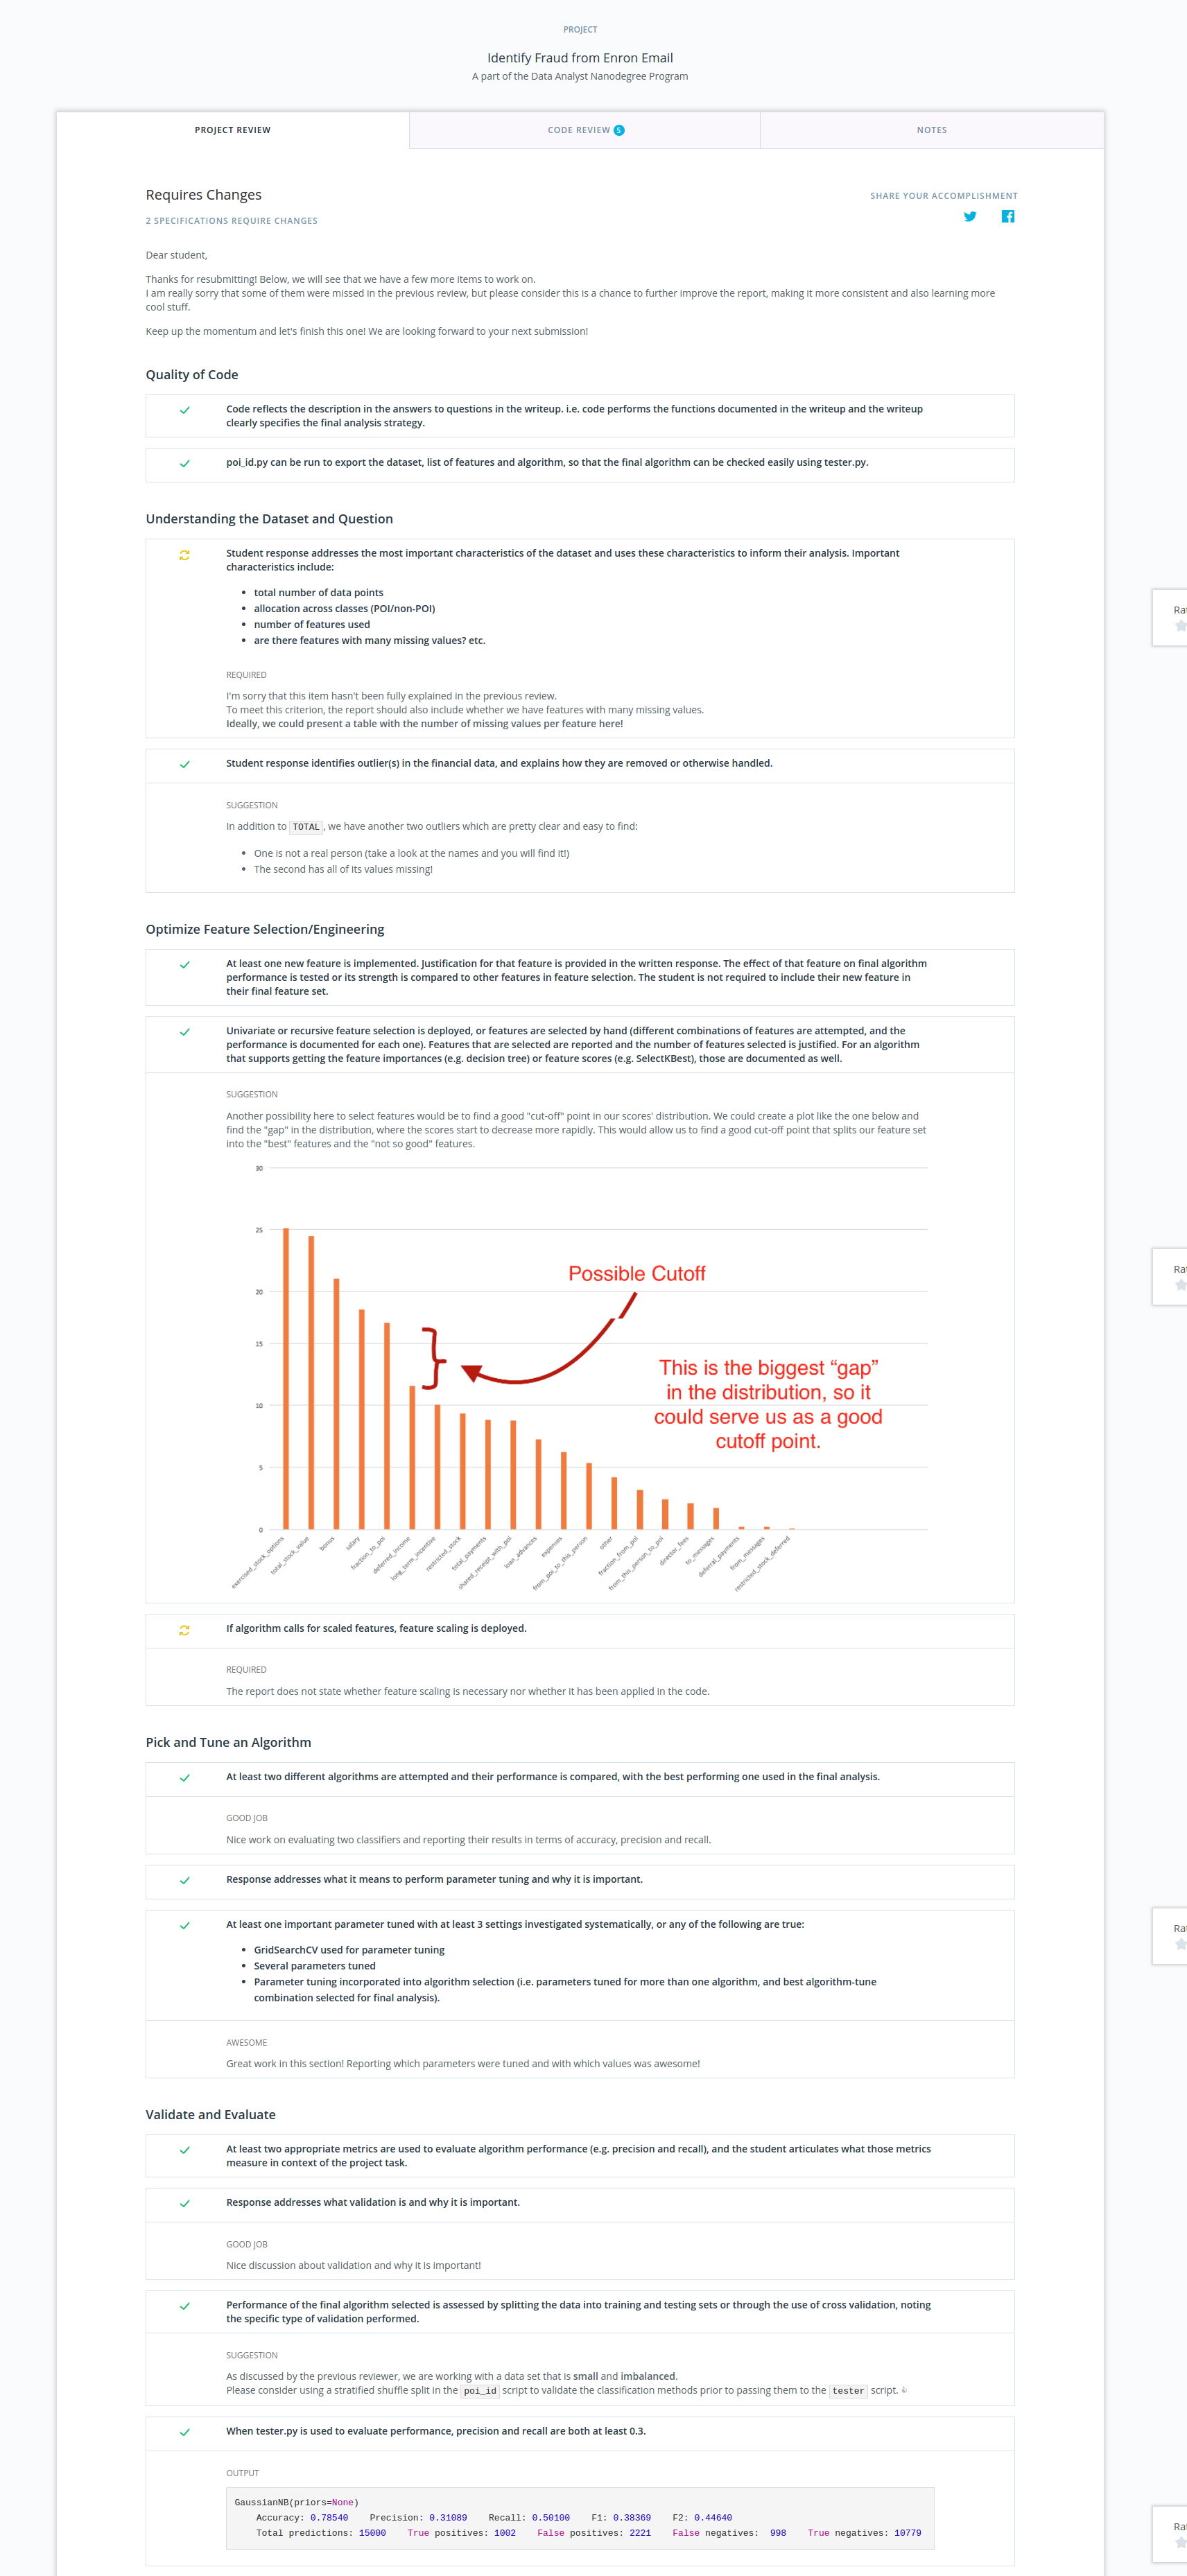 PROJECT
Identify Fraud from Enron Email
A part of the Data Analyst Nanodegree Program
PROJECT REVIEW
CODE REVIEW 5
NOTES
Requires Changes
SHARE YOUR ACCOMPLISHMENT
2 SPECIFICATIONS REQUIRE CHANGES
Dear student,
Thanks for resubmitting! Below, we will see that we have a few more items to work on.
I am really sorry that some of them were missed in the previous review, but please consider this is a chance to further improve the report, making it more consistent and also learning more
cool stuff.
Keep up the momentum and let's finish this one! We are looking forward to your next submission!
Quality of Code
Code reflects the description in the answers to questions in the writeup. i.e. code performs the functions documented in the writeup and the writeup
clearly specifies the final analysis strategy.
poi_id.py can be run to export the dataset, list of features and algorithm, so that the final algorithm can be checked easily using tester.py.
Understanding the Dataset and Question
Student response addresses the most important characteristics of the dataset and uses these characteristics to inform their analysis. Important
characteristics include:
• total number of data points
• allocation across classes (POI/non-POI)
• number of features used
• are there features with many missing values? etc.
Rat
REQUIRED
I'm sorry that this item hasn't been fully explained in the previous review.
To meet this criterion, the report should also include whether we have features with many missing values.
Ideally, we could present a table with the number of missing values per feature here!
Student response identifies outlier(s) in the financial data, and explains how they are removed or otherwise handled.
SUGGESTION
In addition to TOTAL, we have another two outliers which are pretty clear and easy to find:
• One is not a real person (take a look at the names and you will find it!)
• The second has all of its values missing!
Optimize Feature Selection/Engineering
At least one new feature is implemented. Justification for that feature is provided in the written response. The effect of that feature on final algorithm
performance is tested or its strength is compared to other features in feature selection. The student is not required to include their new feature in
their final feature set.
Univariate or recursive feature selection is deployed, or features are selected by hand (different combinations of features are attempted, and the
performance is documented for each one). Features that are selected are reported and the number of features selected is justified. For an algorithm
that supports getting the feature importances (e.g. decision tree) or feature scores (e.g. SelectKBest), those are documented as well.
SUGGESTION
Another possibility here to select features would be to find a good "cut-off" point in our scores' distribution. We could create a plot like the one below and
find the "gap" in the distribution, where the scores start to decrease more rapidly. This would allow us to find a good cut-off point that splits our feature set
into the "best" features and the "not so good" features.
30
25
20
15
10
5
0
Possible Cutoff
This is the biggest “gap”
in the distribution, so it
could serve us as a good
cutoff point.
Rat
exercised_stock_options
total_stock_value
bonus
salary
fraction_to_poi
deferred_income
long_term_incentive
restricted_stock
total_payments
shared_receipt_with_poi
loan_advances
expenses
from_poi_to_this_person
other
fraction_from_poi
from_this_person_to_poi
director_fees
to_messages
deferral_payments
from_messages
restricted_stock_deferred
If algorithm calls for scaled features, feature scaling is deployed.
REQUIRED
The report does not state whether feature scaling is necessary nor whether it has been applied in the code.
Pick and Tune an Algorithm
At least two different algorithms are attempted and their performance is compared, with the best performing one used in the final analysis.
GOOD JOB
Nice work on evaluating two classifiers and reporting their results in terms of accuracy, precision and recall.
Response addresses what it means to perform parameter tuning and why it is important.
At least one important parameter tuned with at least 3 settings investigated systematically, or any of the following are true:
• GridSearchCV used for parameter tuning
• Several parameters tuned
• Parameter tuning incorporated into algorithm selection (i.e. parameters tuned for more than one algorithm, and best algorithm-tune
combination selected for final analysis).
Rat
AWESOME
Great work in this section! Reporting which parameters were tuned and with which values was awesome!
Validate and Evaluate
At least two appropriate metrics are used to evaluate algorithm performance (e.g. precision and recall), and the student articulates what those metrics
measure in context of the project task.
Response addresses what validation is and why it is important.
GOOD JOB
Nice discussion about validation and why it is important!
Performance of the final algorithm selected is assessed by splitting the data into training and testing sets or through the use of cross validation, noting
the specific type of validation performed.
SUGGESTION
As discussed by the previous reviewer, we are working with a data set that is small and imbalanced.
Please consider using a stratified shuffle split in the poi_id script to validate the classification methods prior to passing them to the tester script.
When tester.py is used to evaluate performance, precision and recall are both at least 0.3.
OUTPUT
GaussianNB(priors=None)
Accuracy: 0.78540 Precision: 0.31089 Recall: 0.50100 F1: 0.38369 F2: 0.44640
Total predictions: 15000 True positives: 1002 False positives: 2221 False negatives: 998 True negatives: 10779
Rat